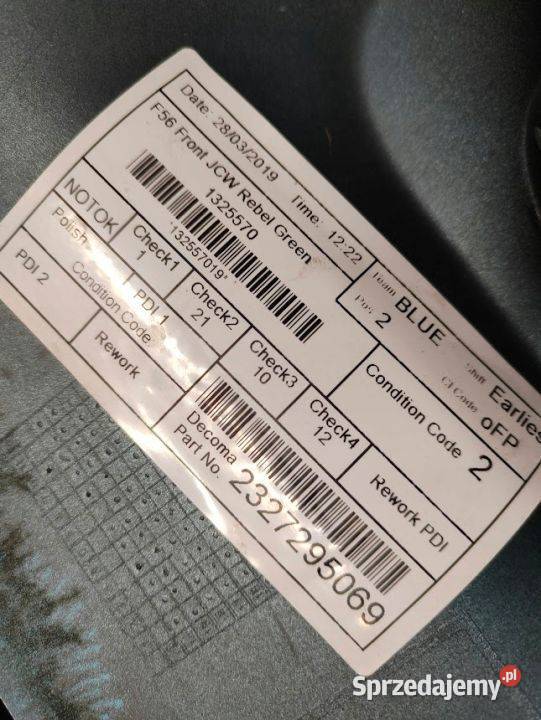 Date: 28/03/2019 Time: 12:22
F56 Front JCW Rebel Green
1325570
*132557019*
Team BLUE Shift Earlies
Pos 2 Cl Code oFP
NOTOK Check1 1 Check2 21 Check3 10 Check4 12
Condition Code 2
Polish PDI 1
Rework PDI
PDI 2 Condition Code Rework
Decoma
Part No. 2327295069
Sprzedajemy.pl